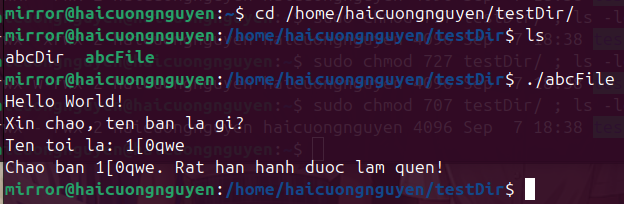 mirror@haicuongnguyen:~$ cd /home/haicuongnguyen/testDir/
mirror@haicuongnguyen:/home/haicuongnguyen/testDir$ ls
abcDir  abcFile
mirror@haicuongnguyen:/home/haicuongnguyen/testDir$ ./abcFile
Hello World!
Xin chao, ten ban la gi?
Ten toi la: 1[0qwe
Chao ban 1[0qwe. Rat han hanh duoc lam quen!
mirror@haicuongnguyen:/home/haicuongnguyen/testDir$